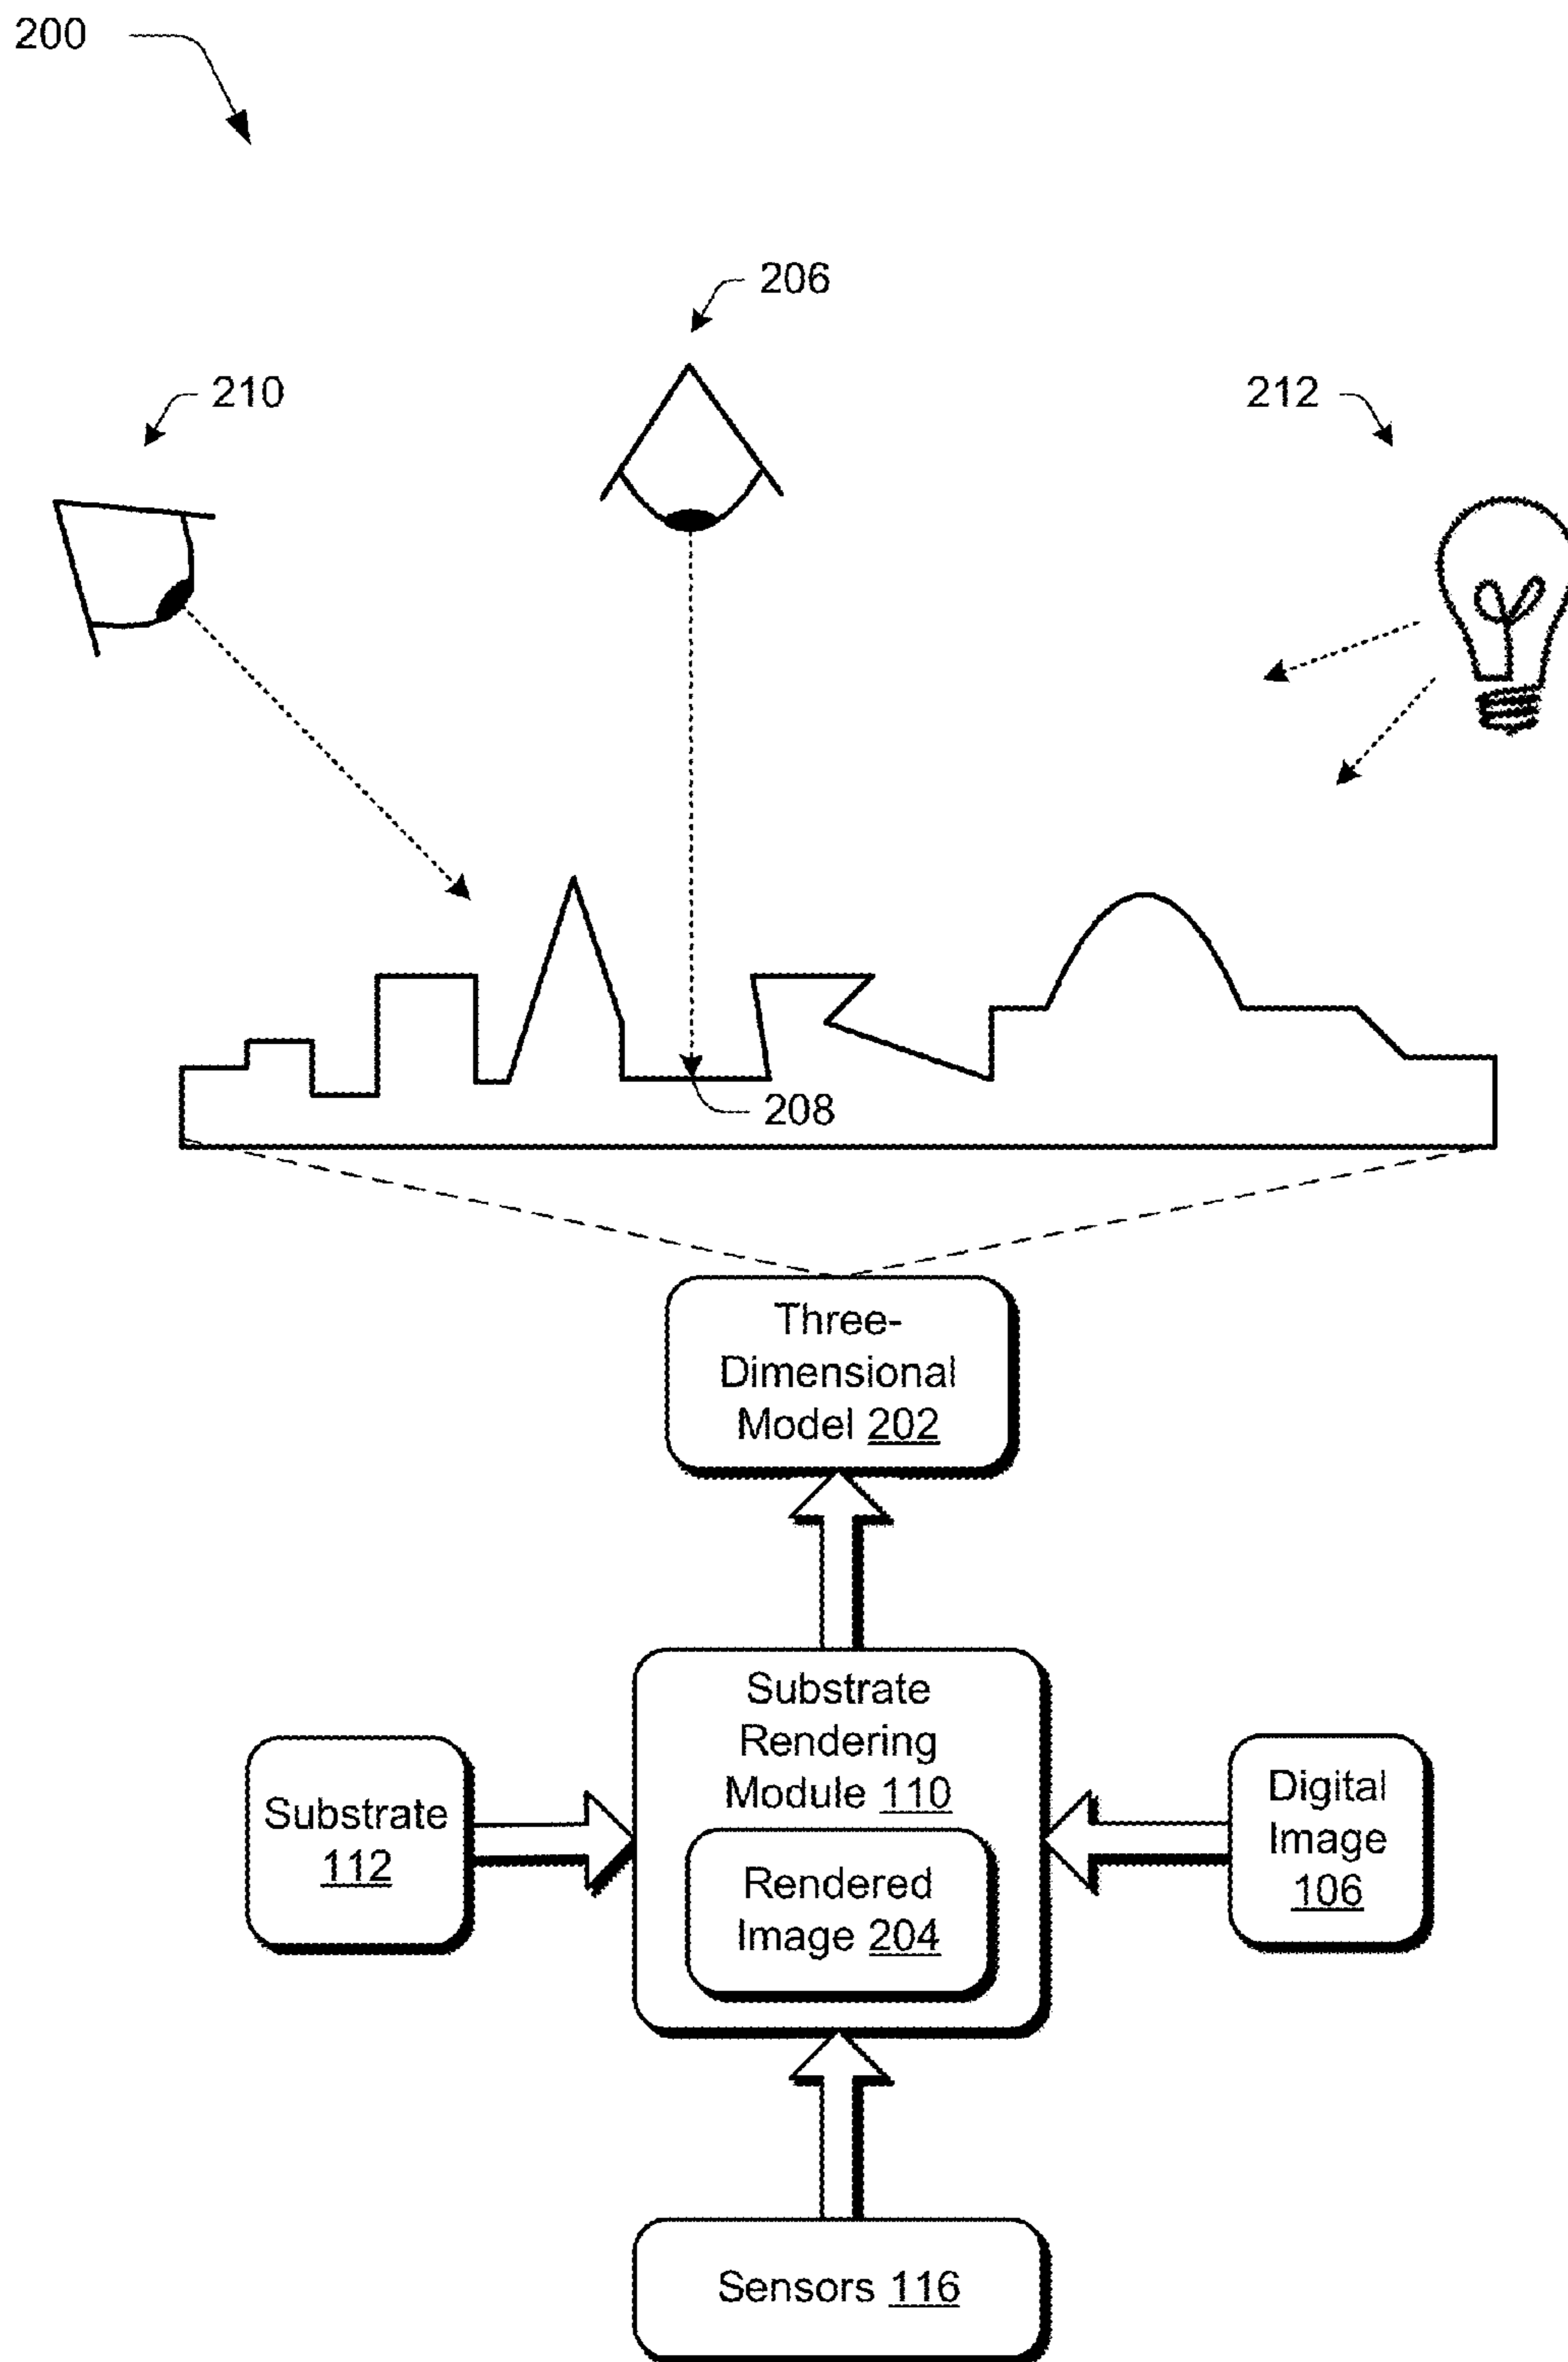 200
206
210
212
208
Three-
Dimensional
Model 202
Substrate
Rendering
Module 110
Substrate
112
Digital
Image
106
Rendered
Image 204
Sensors 116